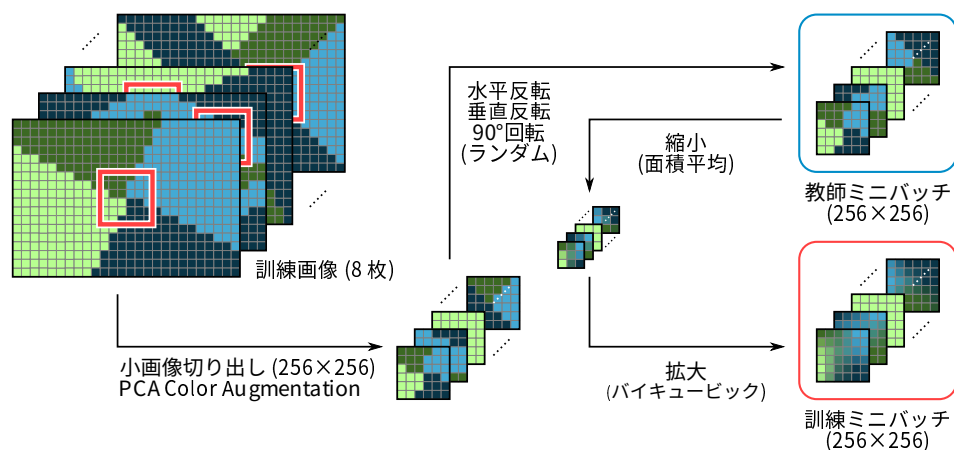 訓練画像 (8 枚)
小画像切り出し (256×256)
PCA Color Augmentation
水平反転
垂直反転
90°回転
(ランダム)
縮小
(面積平均)
拡大
(バイキュービック)
教師ミニバッチ
(256×256)
訓練ミニバッチ
(256×256)